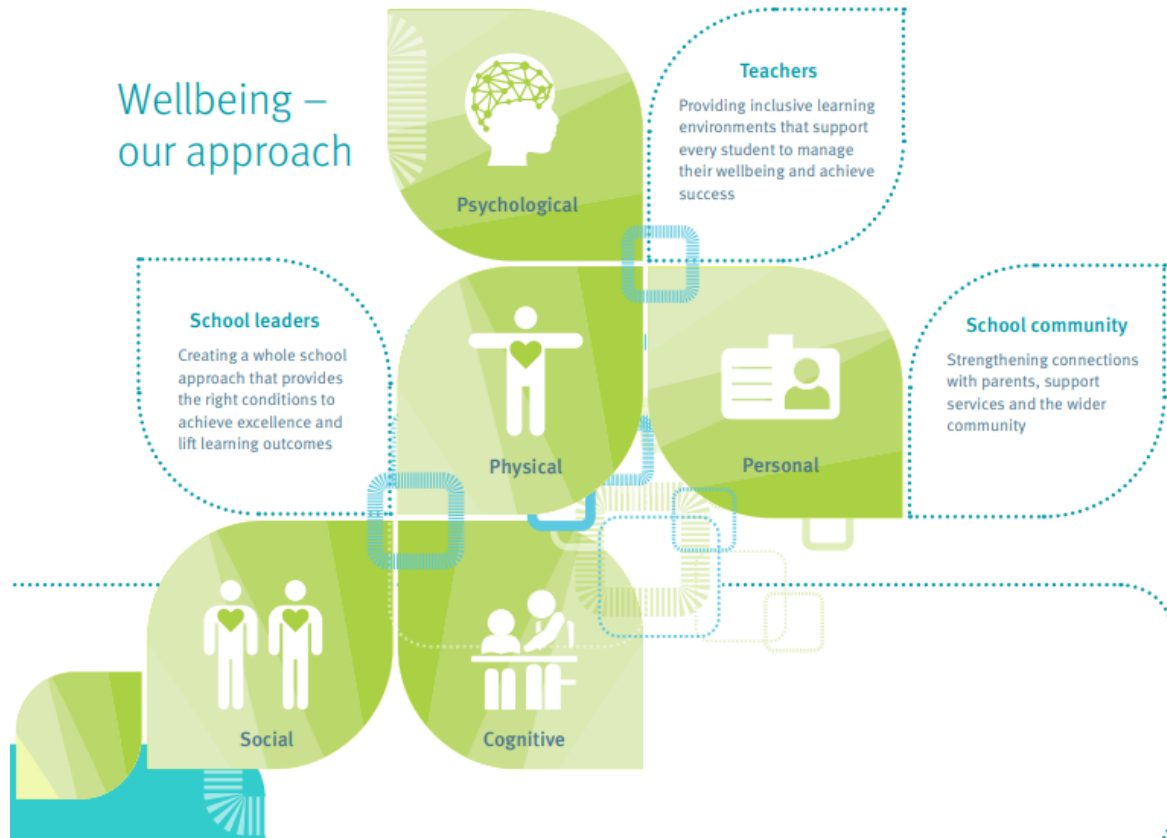 Wellbeing –
our approach
Psychological
Teachers
Providing inclusive learning
environments that support
every student to manage
their wellbeing and achieve
success
School leaders
Creating a whole school
approach that provides
the right conditions to
achieve excellence and
lift learning outcomes
Physical
Personal
School community
Strengthening connections
with parents, support
services and the wider
community
Social
Cognitive